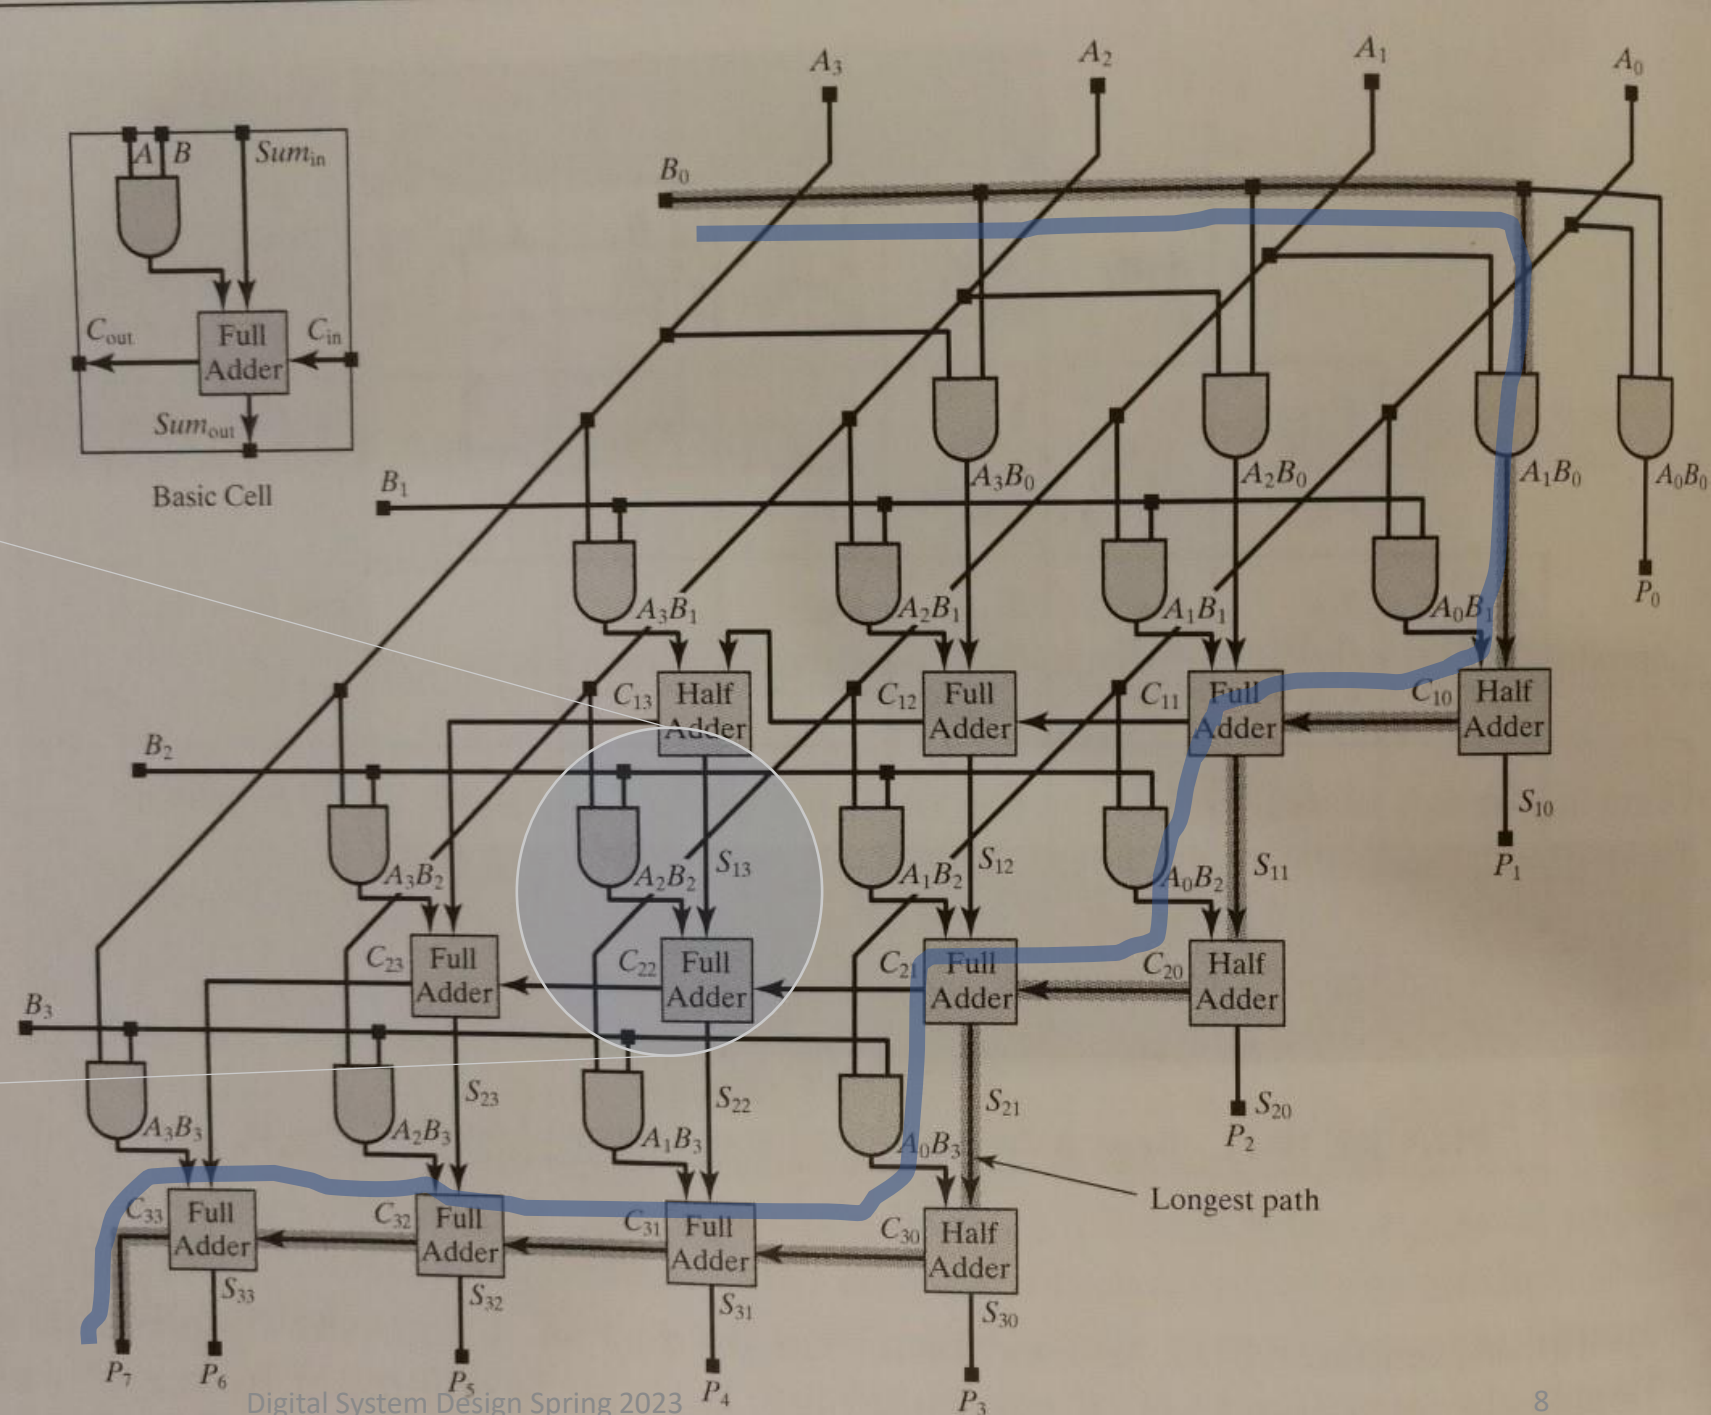 A3 A2 A1 A0
A B Sumin
B0
Cout Full Adder Cin
Sumout
Basic Cell
A3B0 A2B0 A1B0 A0B0
B1
P0
A3B1 A2B1 A1B1 A0B1
C13 Half Adder C12 Full Adder C11 Full Adder C10 Half Adder
B2
S10
P1
A3B2 A2B2 S13 A1B2 S12 A0B2 S11
C23 Full Adder C22 Full Adder C21 Full Adder C20 Half Adder
B3
A3B3 S23 A2B3 S22 A1B3 S21 A0B3 S20
P2
Longest path
C33 Full Adder C32 Full Adder C31 Full Adder C30 Half Adder
S33 S32 S31 S30
P7 P6 P5 P4 P3
Digital System Design Spring 2023 8